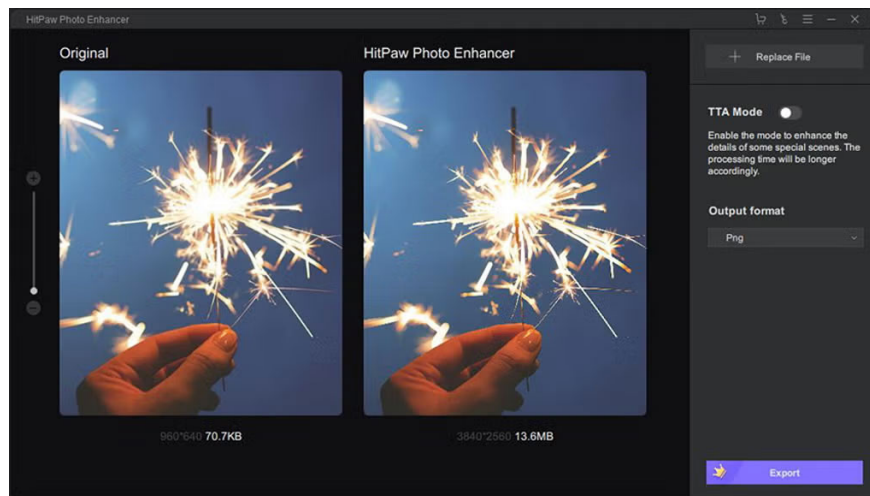 HitPaw Photo Enhancer
Original
HitPaw Photo Enhancer
960*640 70.7KB
3840*2560 13.6MB
Replace File
TTA Mode
Enable the mode to enhance the
details of some special scenes. The
processing time will be longer
accordingly.
Output format
Png
Export